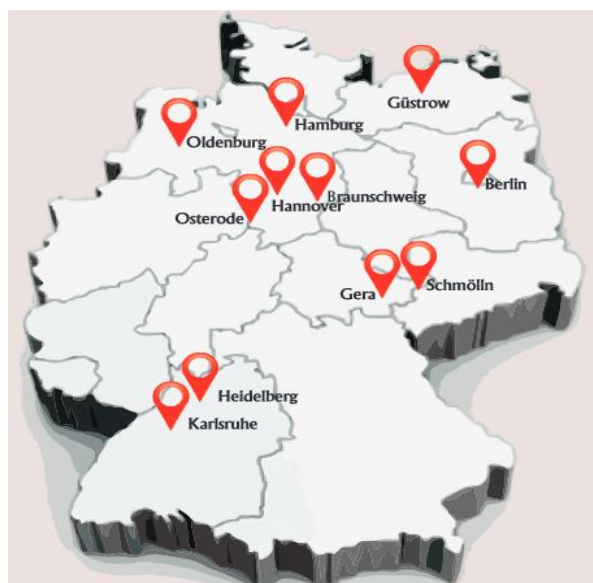 Güstrow
Hamburg
Oldenburg
Berlin
Braunschweig
Hannover
Osterode
Schmölln
Gera
Heidelberg
Karlsruhe